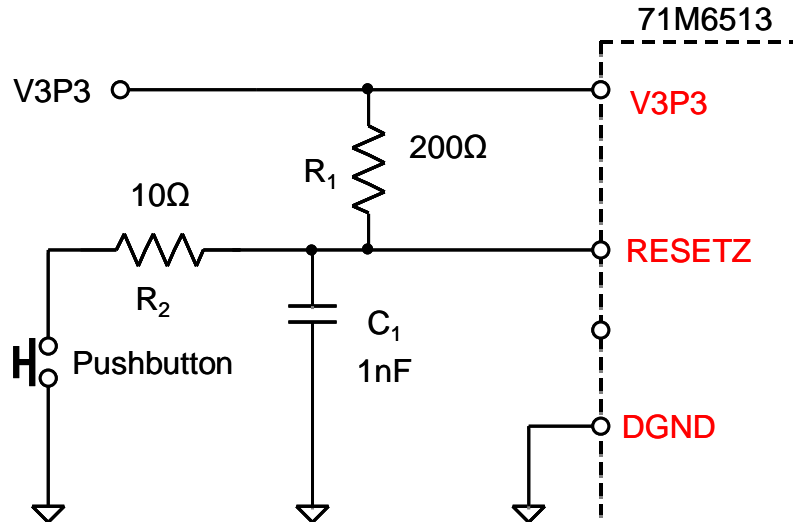 71M6513
V3P3
V3P3
200Ω
R1
10Ω
RESETZ
R2
C1
Pushbutton
1nF
DGND